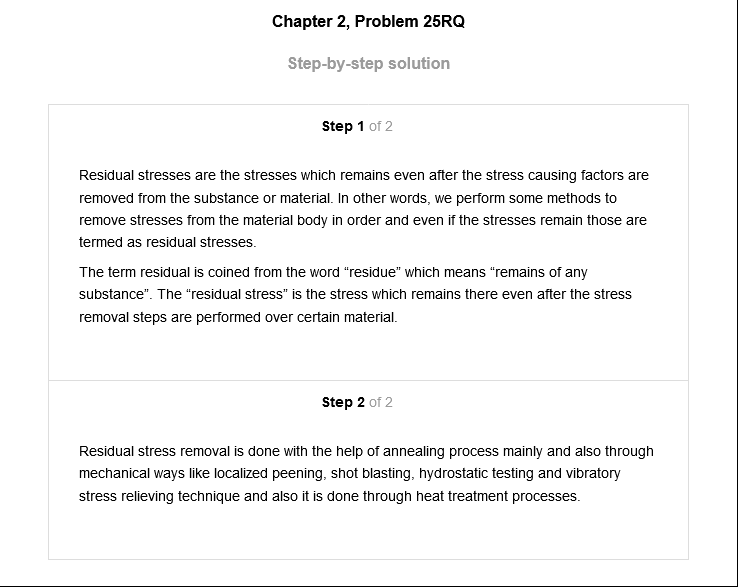 Chapter 2, Problem 25RQ
Step-by-step solution
Step 1 of 2
Residual stresses are the stresses which remains even after the stress causing factors are
removed from the substance or material. In other words, we perform some methods to
remove stresses from the material body in order and even if the stresses remain those are
termed as residual stresses.
The term residual is coined from the word “residue” which means “remains of any
substance”. The “residual stress” is the stress which remains there even after the stress
removal steps are performed over certain material.
Step 2 of 2
Residual stress removal is done with the help of annealing process mainly and also through
mechanical ways like localized peening, shot blasting, hydrostatic testing and vibratory
stress relieving technique and also it is done through heat treatment processes.